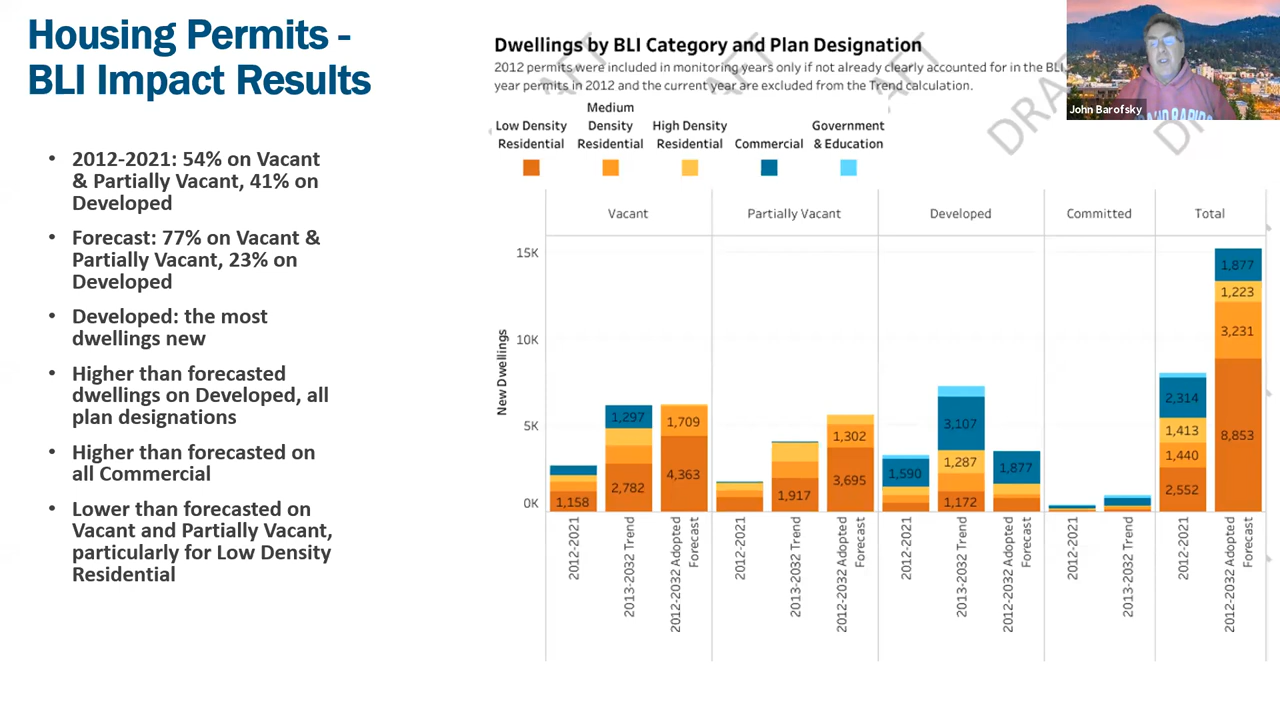 Housing Permits -
BLI Impact Results
• 2012-2021: 54% on Vacant
& Partially Vacant, 41% on
Developed
• Forecast: 77% on Vacant &
Partially Vacant, 23% on
Developed
• Developed: the most
dwellings new
• Higher than forecasted
dwellings on Developed, all
plan designations
• Higher than forecasted on
all Commercial
• Lower than forecasted on
Vacant and Partially Vacant,
particularly for Low Density
Residential
Dwellings by BLI Category and Plan Designation
2012 permits were included in monitoring years only if not already clearly accounted for in the BLI
year permits in 2012 and the current year are excluded from the Trend calculation.
Low Density
Residential
Medium
Density
Residential
High Density
Residential
Commercial
Government
& Education
Vacant
Partially Vacant
Developed
Committed
Total
New Dwellings
15K
10K
5K
0K
1,158
1,297
2,782
1,709
4,363
1,917
1,302
3,695
1,590
3,107
1,287
1,172
1,877
2,314
1,413
1,440
2,552
1,877
1,223
3,231
8,853
2012-2021
2013-2032 Trend
2012-2032 Adopted
Forecast
2012-2021
2013-2032 Trend
2012-2032 Adopted
Forecast
2012-2021
2013-2032 Trend
2012-2032 Adopted
Forecast
2012-2021
2013-2032 Trend
2012-2021
2012-2032 Adopted
Forecast
John Barofsky